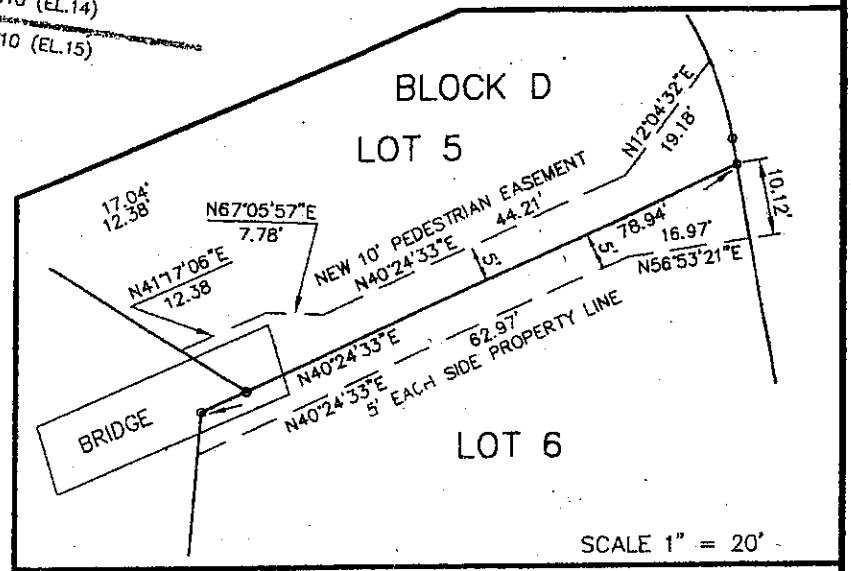 (EL.14)
10 (EL.15)
BLOCK D
LOT 5
N12°04'32"E
19.18'
17.04'
12.38'
N67°05'57"E
7.78'
NEW 10' PEDESTRIAN EASEMENT
N40°24'33"E 44.21'
N41°17'06"E
12.38
10.12'
78.94'
5'
5'
16.97'
N56°53'21"E
N40°24'33"E
62.97'
N40°24'33"E
5' EACH SIDE PROPERTY LINE
BRIDGE
LOT 6
SCALE 1" = 20'